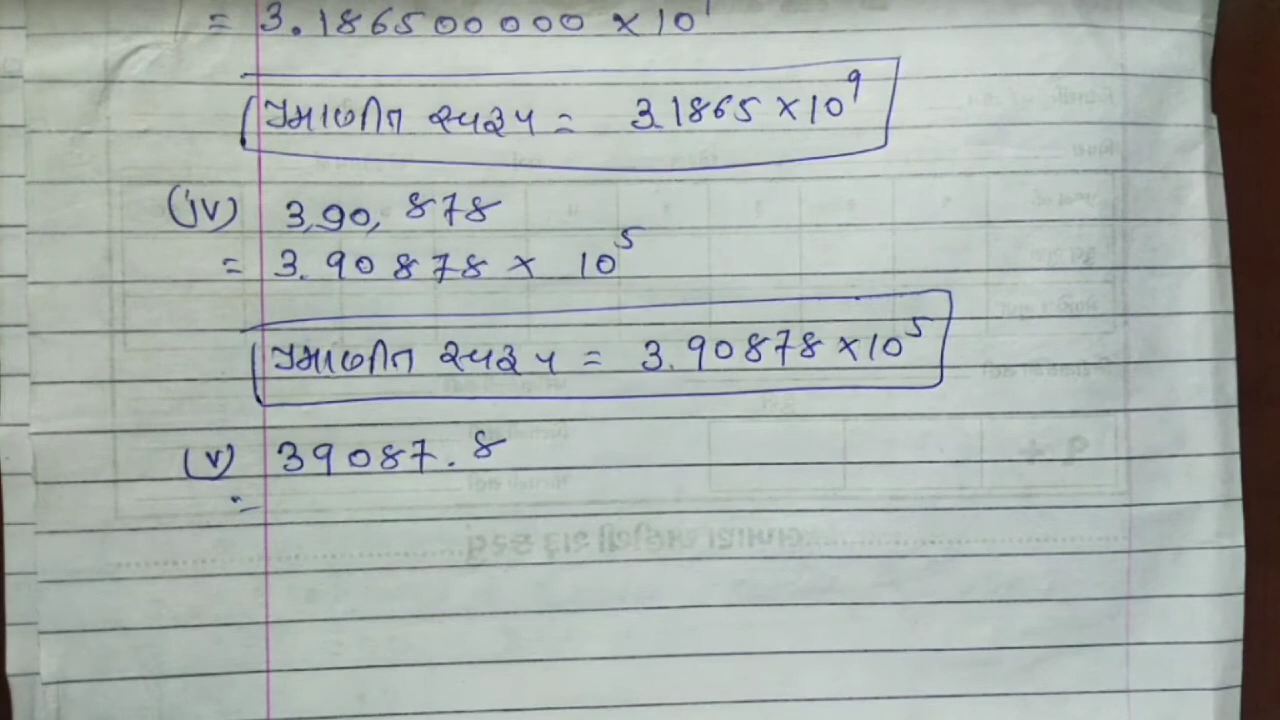 = 3.186500000 × 10
પ્રમાણિત સ્વરૂપ = 3.1865 × 10⁹
(iv) 3,90, 878
= 3.90878 × 10⁵
પ્રમાણિત સ્વરૂપ = 3.90878 × 10⁵
(v) 39087.8
=